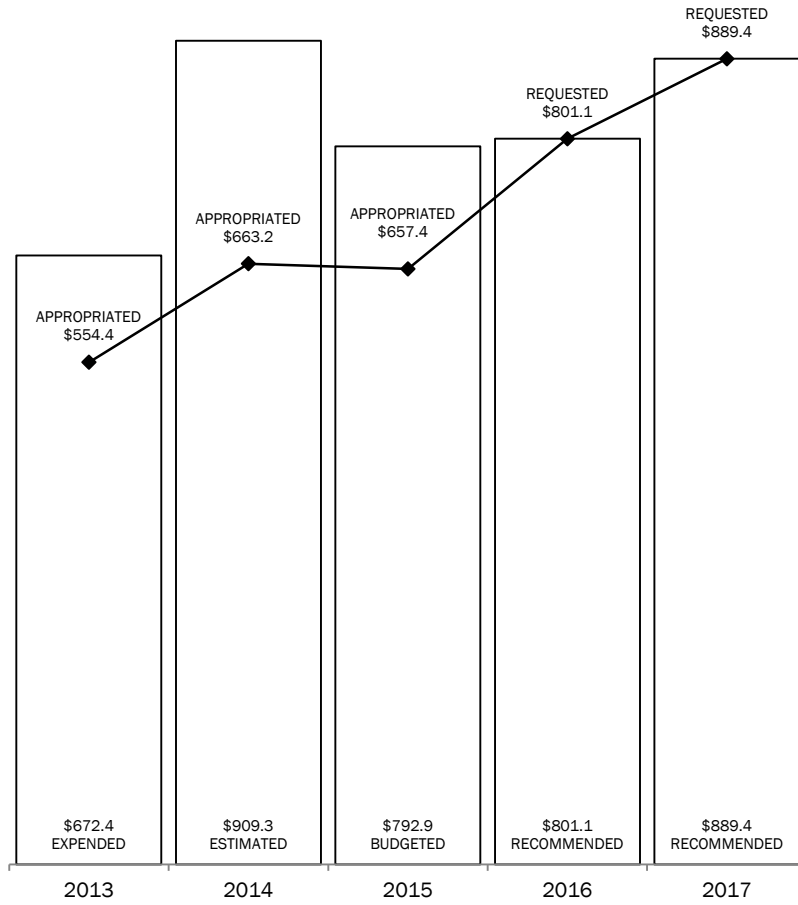 REQUESTED
$889.4
REQUESTED
$801.1
APPROPRIATED
$663.2
APPROPRIATED
$657.4
APPROPRIATED
$554.4
$672.4
EXPENDED
$909.3
ESTIMATED
$792.9
BUDGETED
$801.1
RECOMMENDED
$889.4
RECOMMENDED
2013
2014
2015
2016
2017